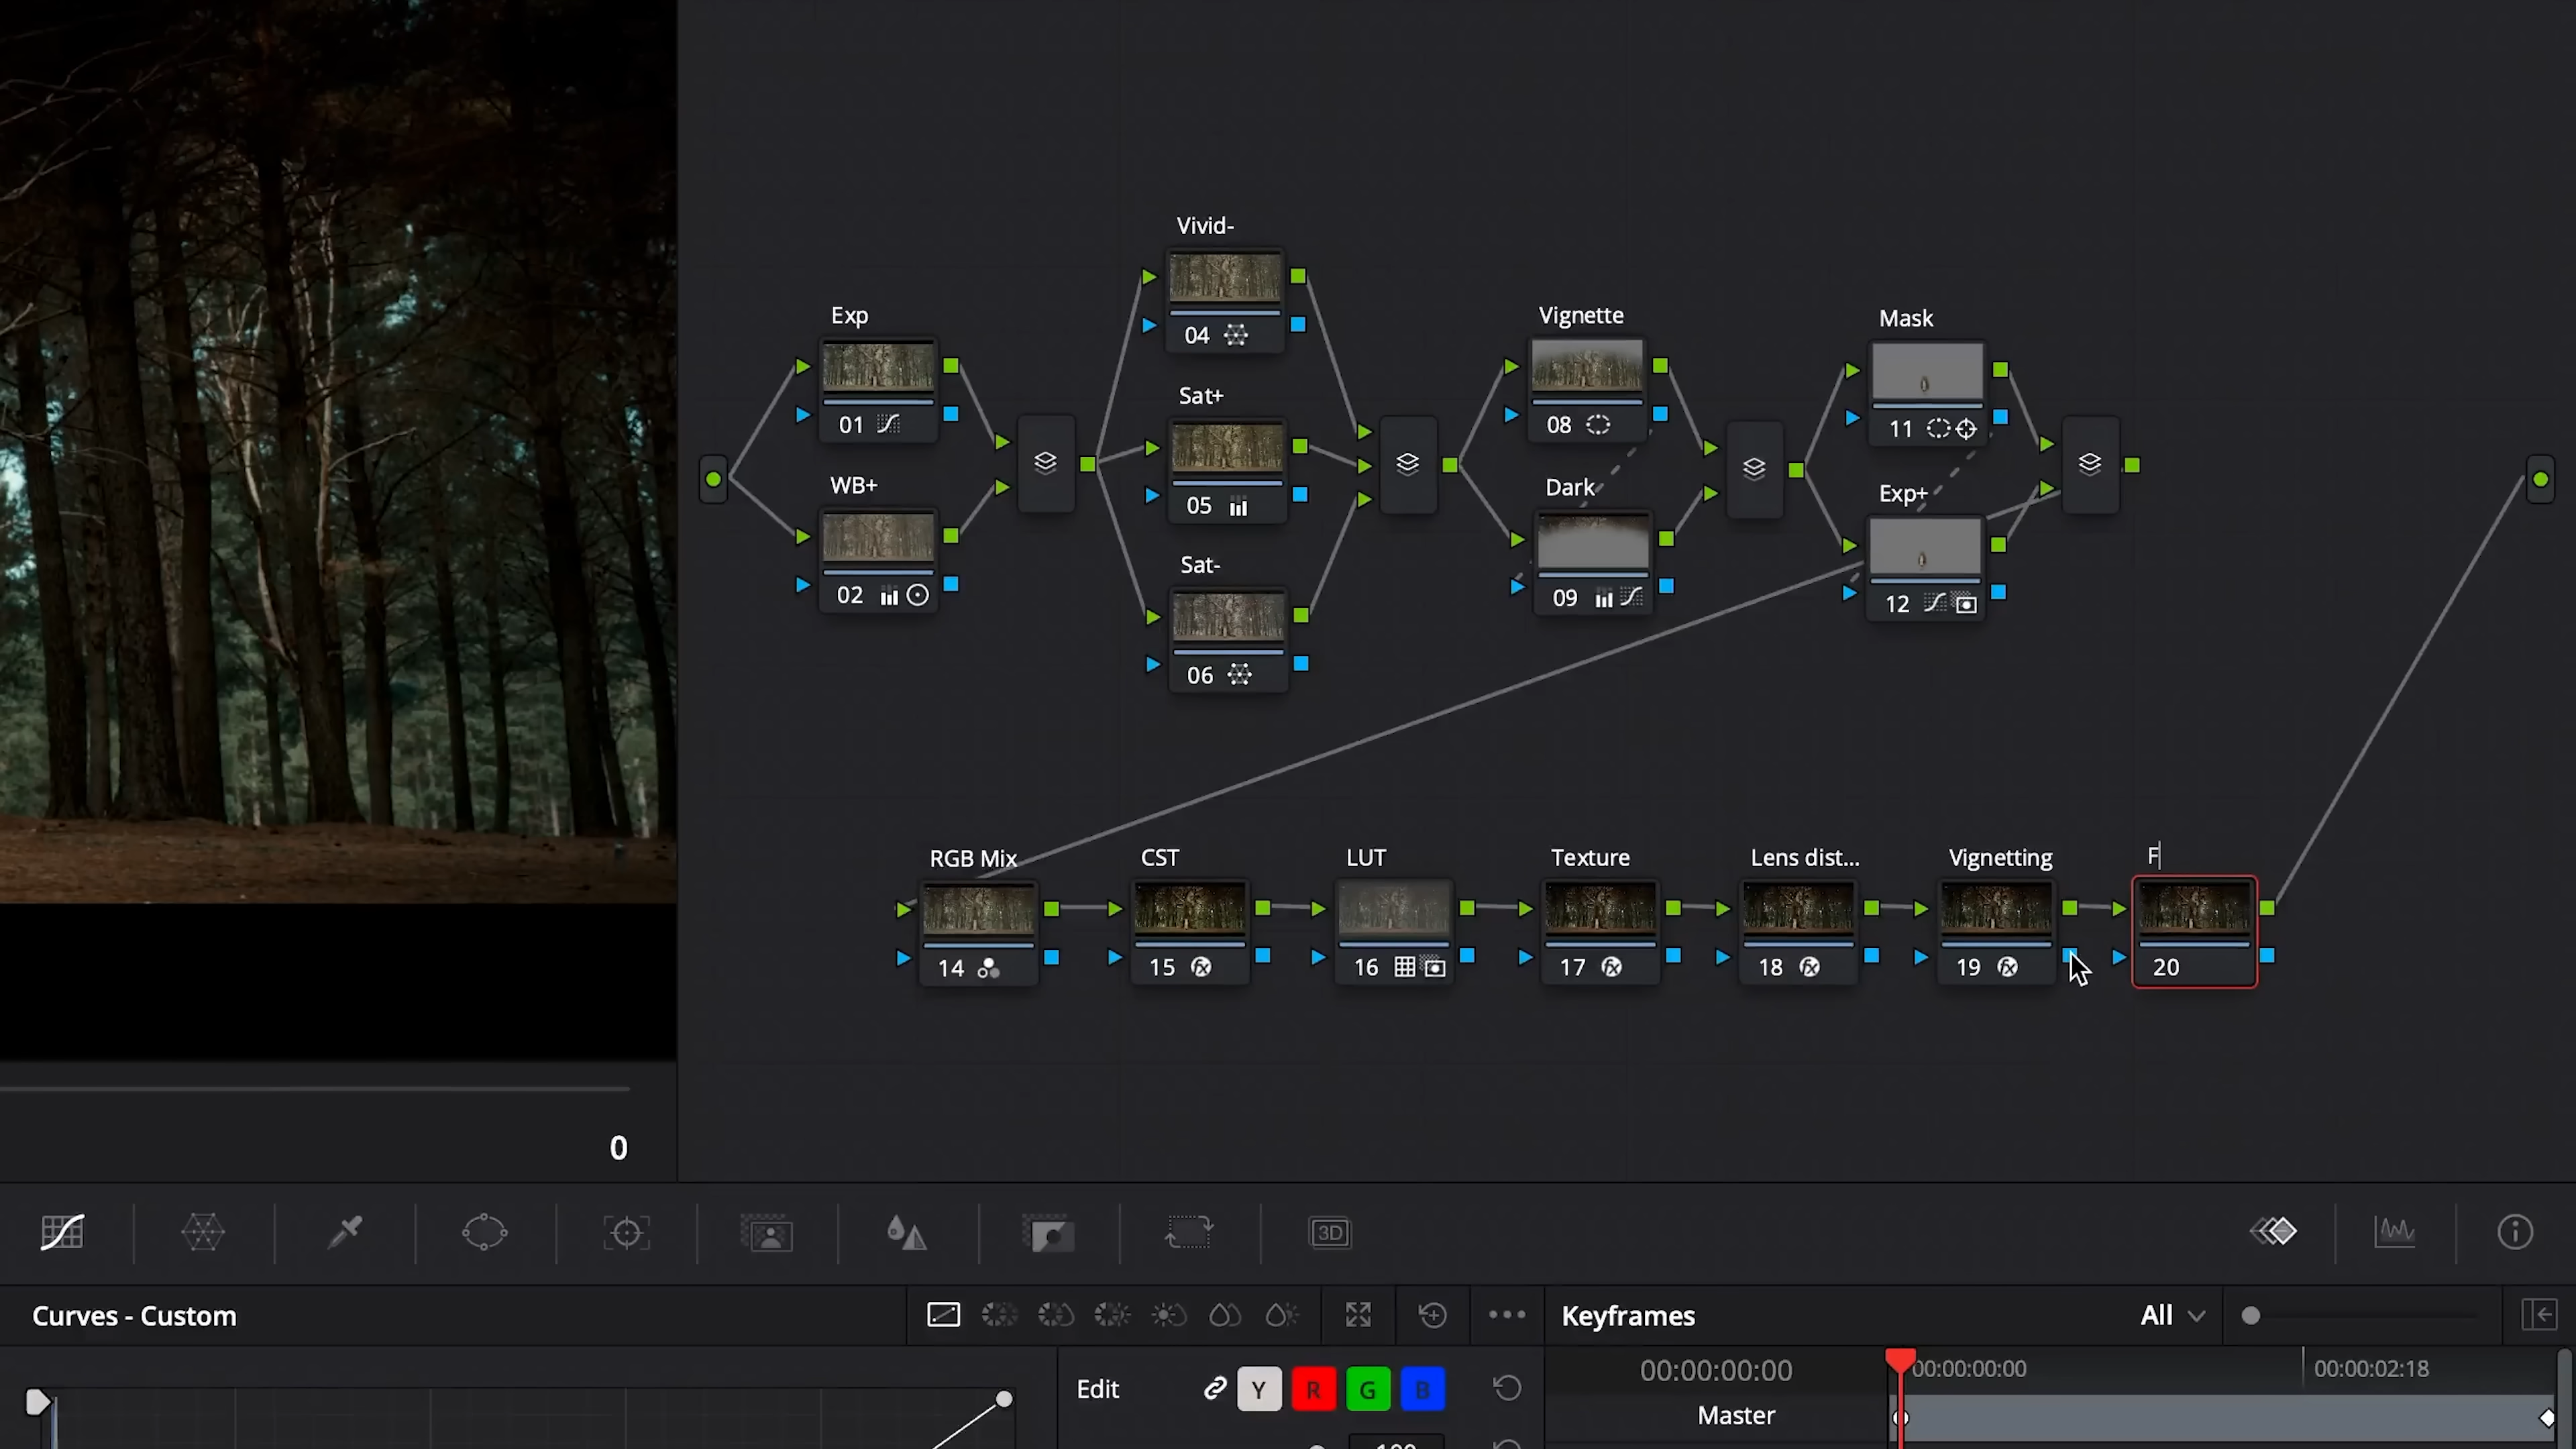 Vivid-
04
Exp
01
Vignette
08
Mask
11
Sat+
05
WB+
02
Dark
09
Exp+
12
Sat-
06
RGB Mix
14
CST
15
LUT
16
Texture
17
Lens dist...
18
Vignetting
19
F
20
0
3D
Curves - Custom
Keyframes
All
Edit
Y R G B
00:00:00:00
00:00:00:00
00:00:02:18
Master
100